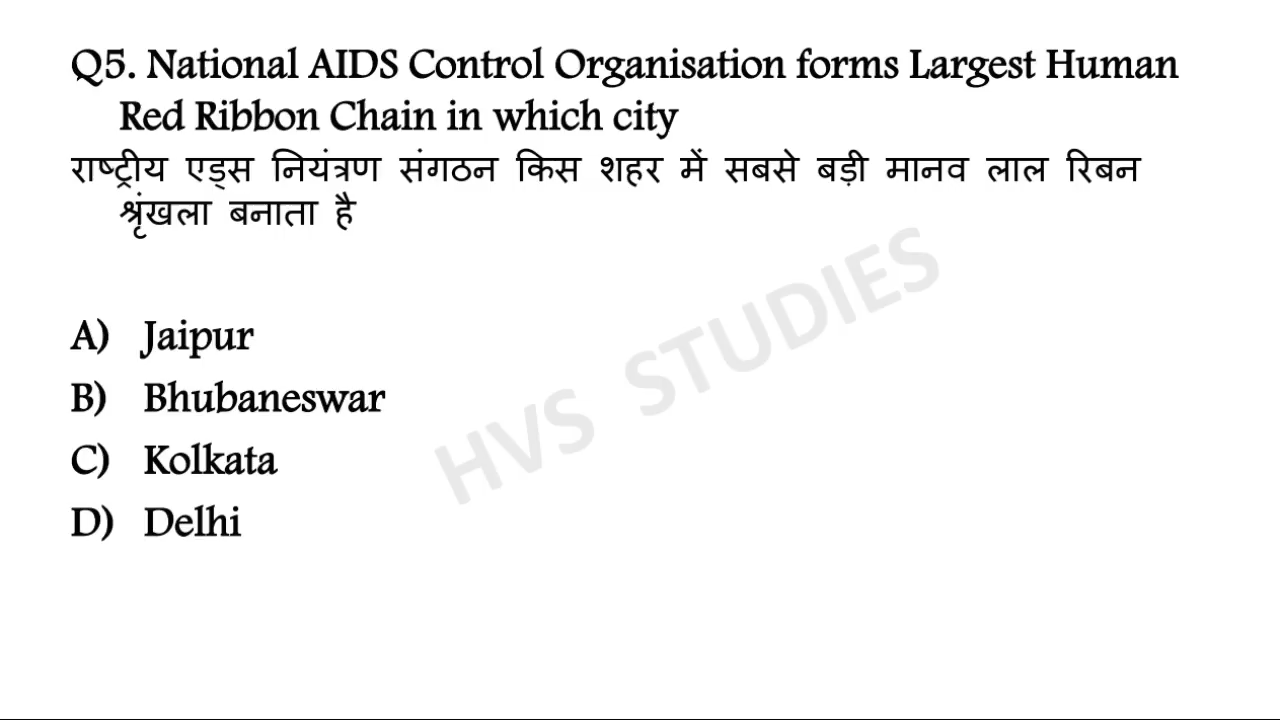 Q5. National AIDS Control Organisation forms Largest Human
Red Ribbon Chain in which city
राष्ट्रीय एड्स नियंत्रण संगठन किस शहर में सबसे बड़ी मानव लाल रिबन
श्रृंखला बनाता है
HVS STUDIES
A) Jaipur
B) Bhubaneswar
C) Kolkata
D) Delhi